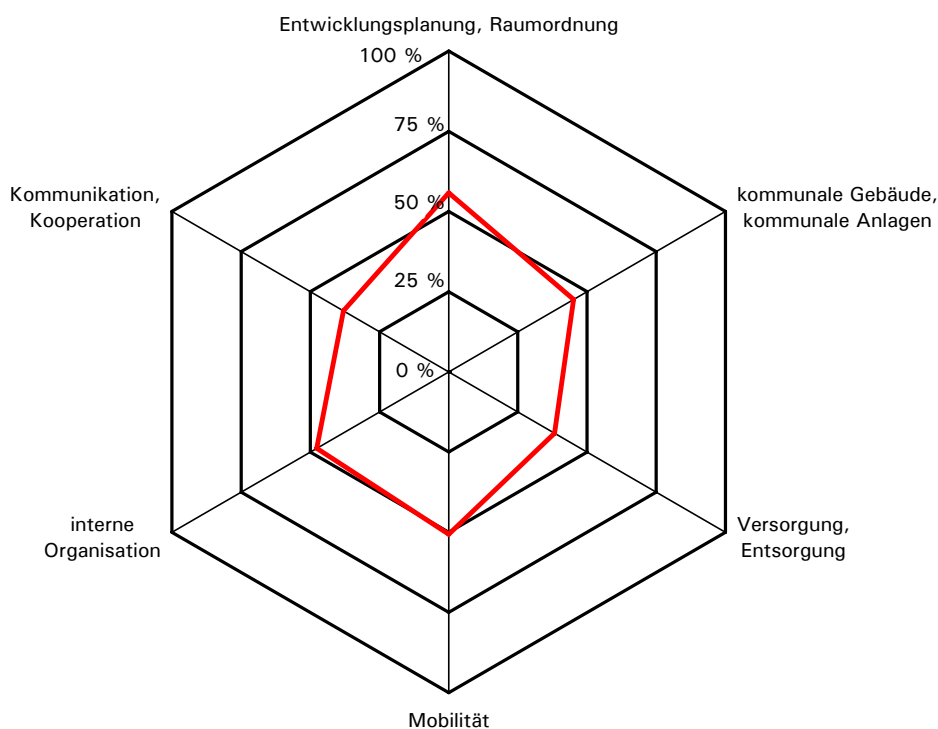 Entwicklungsplanung, Raumordnung
100 %
75 %
50 %
25 %
0 %
kommunale Gebäude,
kommunale Anlagen
Versorgung,
Entsorgung
Mobilität
interne
Organisation
Kommunikation,
Kooperation